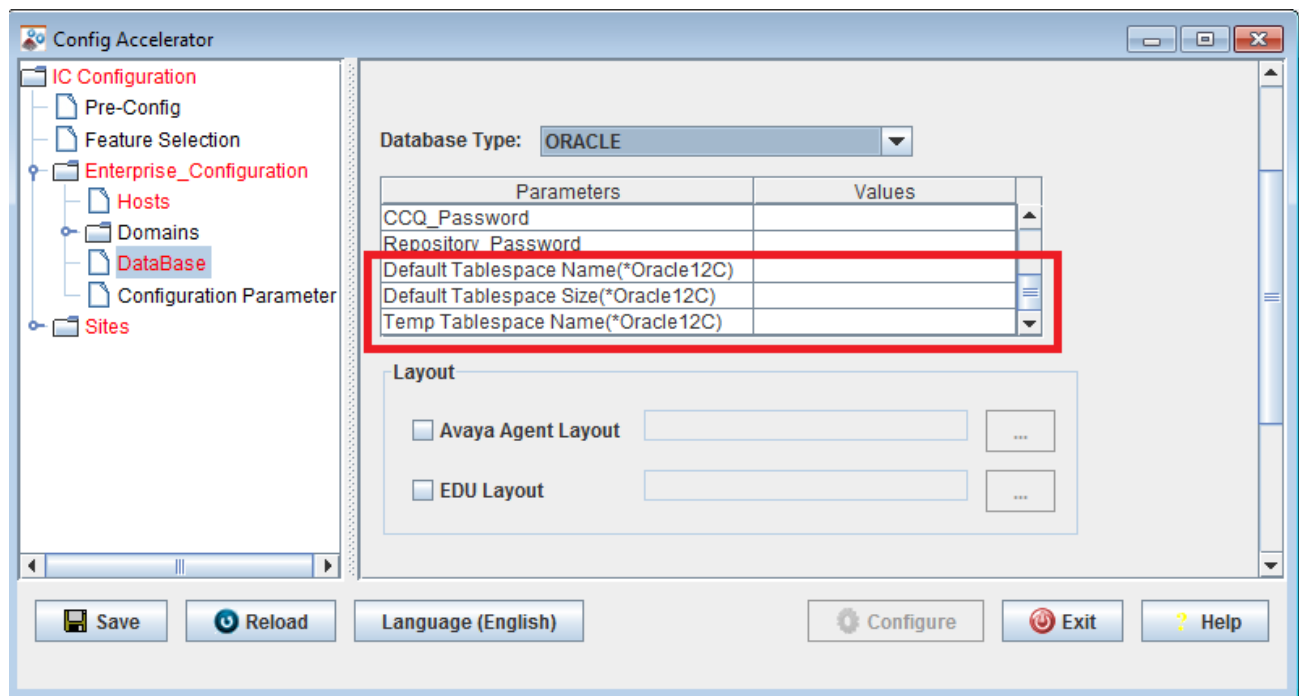 Config Accelerator
IC Configuration
Pre-Config
Feature Selection
Enterprise_Configuration
Hosts
Domains
DataBase
Configuration Parameter
Sites
Database Type: ORACLE
Parameters Values
CCQ_Password
Repository_Password
Default Tablespace Name(*Oracle12C)
Default Tablespace Size(*Oracle12C)
Temp Tablespace Name(*Oracle12C)
Layout
Avaya Agent Layout ...
EDU Layout ...
Save Reload Language (English) Configure Exit ? Help